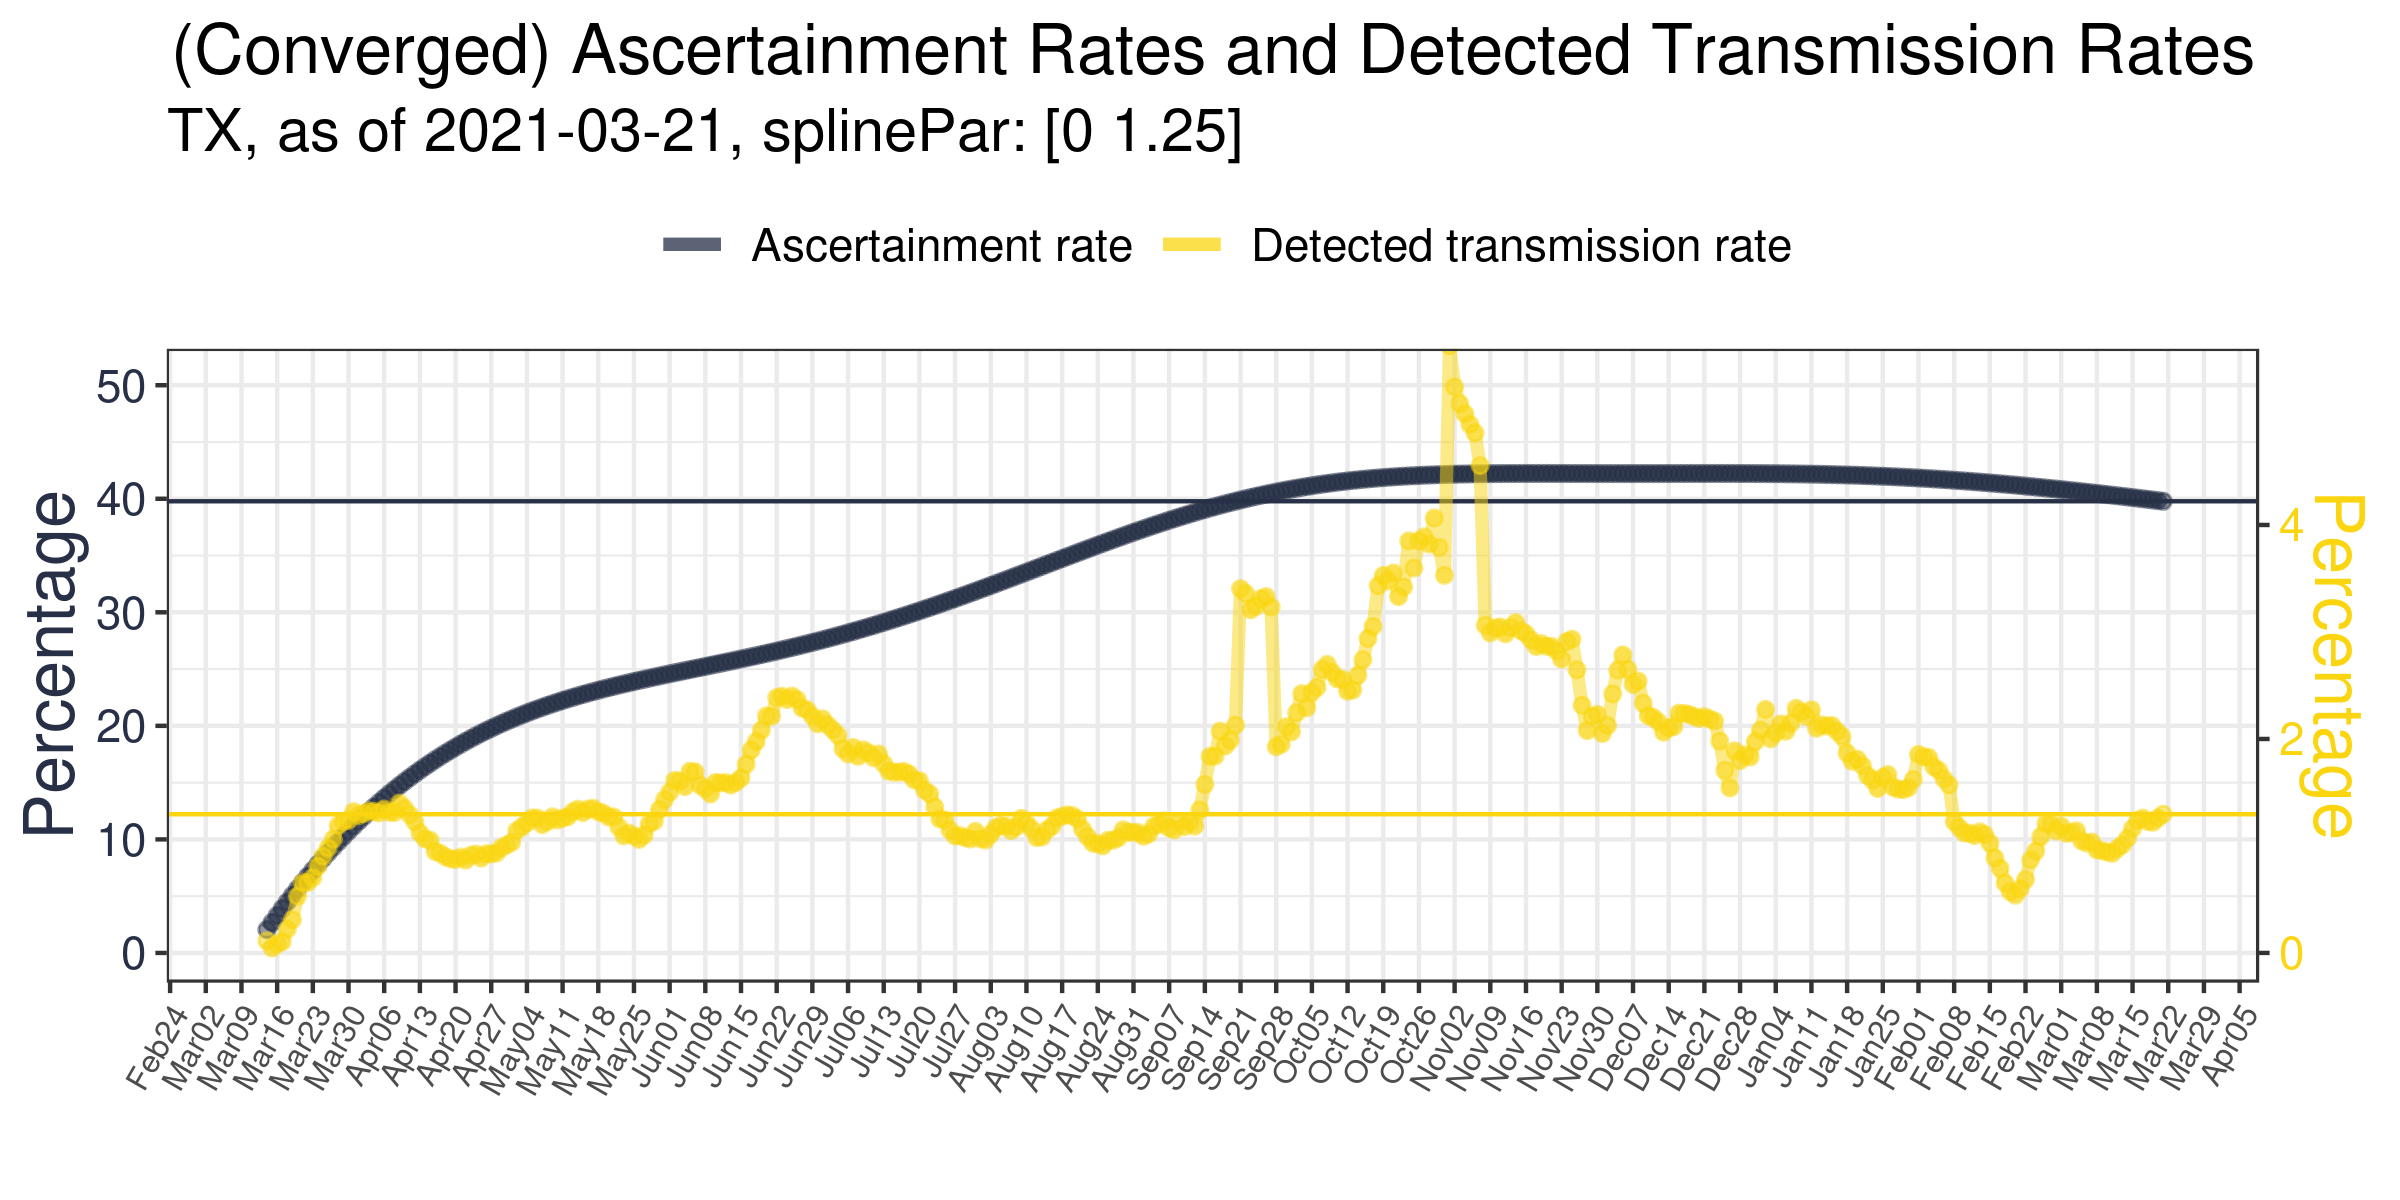 (Converged) Ascertainment Rates and Detected Transmission Rates
TX, as of 2021-03-21, splinePar: [0 1.25]
Ascertainment rate Detected transmission rate
Percentage
50
40
30
20
10
0
4
2
0
Percentage
Feb24 Mar02 Mar09 Mar16 Mar23 Mar30 Apr06 Apr13 Apr20 Apr27 May04 May11 May18 May25 Jun01 Jun08 Jun15 Jun22 Jun29 Jul06 Jul13 Jul20 Jul27 Aug03 Aug10 Aug17 Aug24 Aug31 Sep07 Sep14 Sep21 Sep28 Oct05 Oct12 Oct19 Oct26 Nov02 Nov09 Nov16 Nov23 Nov30 Dec07 Dec14 Dec21 Dec28 Jan04 Jan11 Jan18 Jan25 Feb01 Feb08 Feb15 Feb22 Mar01 Mar08 Mar15 Mar22 Mar29 Apr05